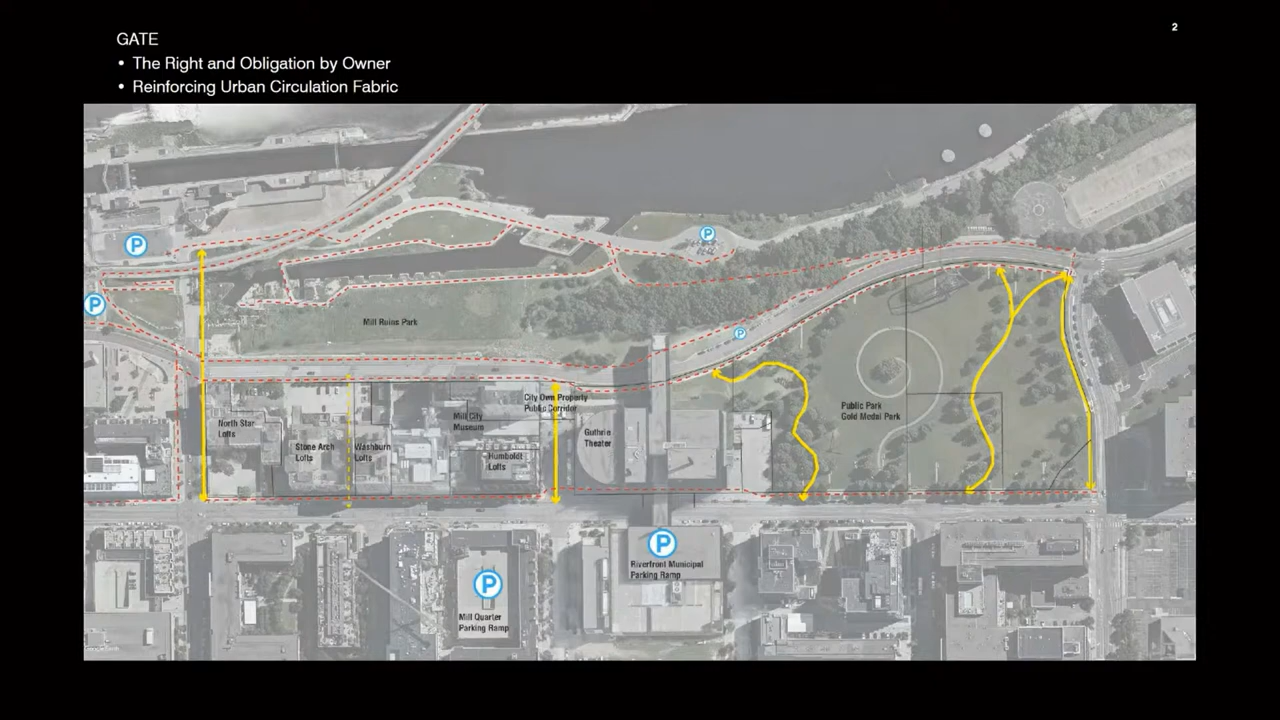 2
GATE
• The Right and Obligation by Owner
• Reinforcing Urban Circulation Fabric
P
P
P
P
Mill Ruins Park
City Own Property
Public Corridor
North Star
Lofts
Stone Arch
Lofts
Washburn
Lofts
Mill City
Museum
Humboldt
Lofts
Guthrie
Theater
Public Park
Gold Medal Park
P
Riverfront Municipal
Parking Ramp
P
Mill Quarter
Parking Ramp